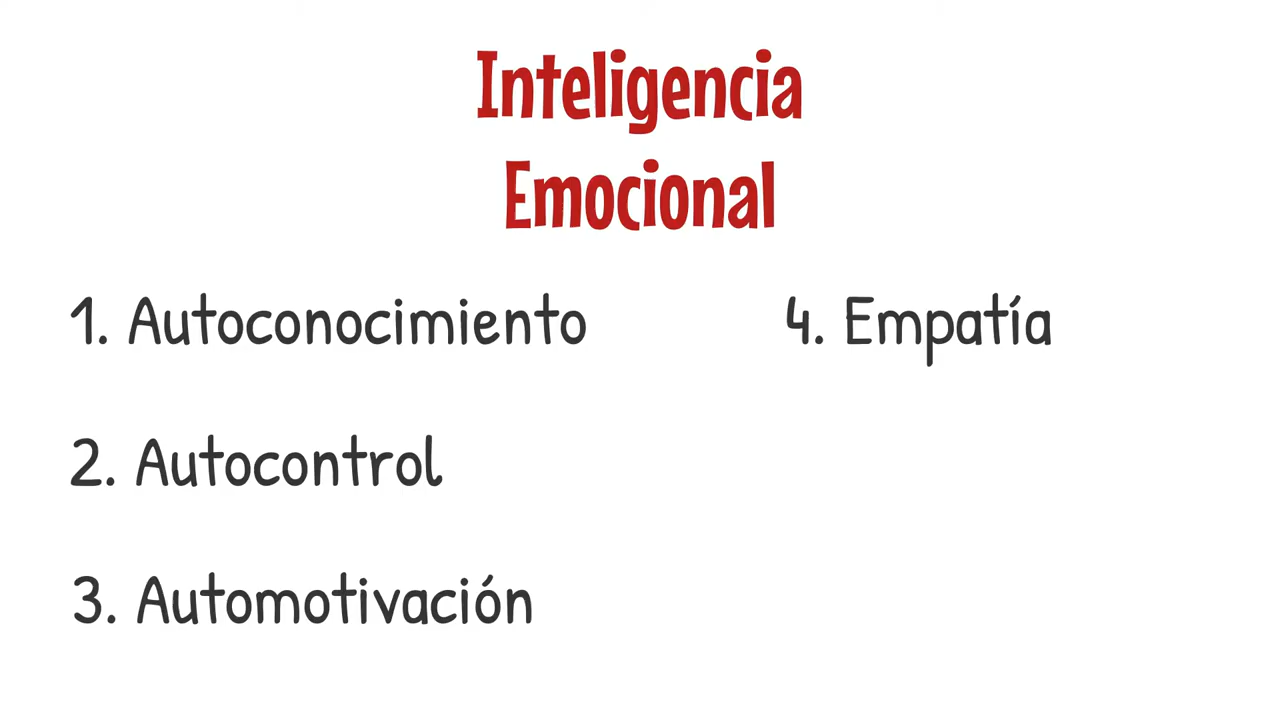 Inteligencia
Emocional
1. Autoconocimiento
2. Autocontrol
3. Automotivación
4. Empatía